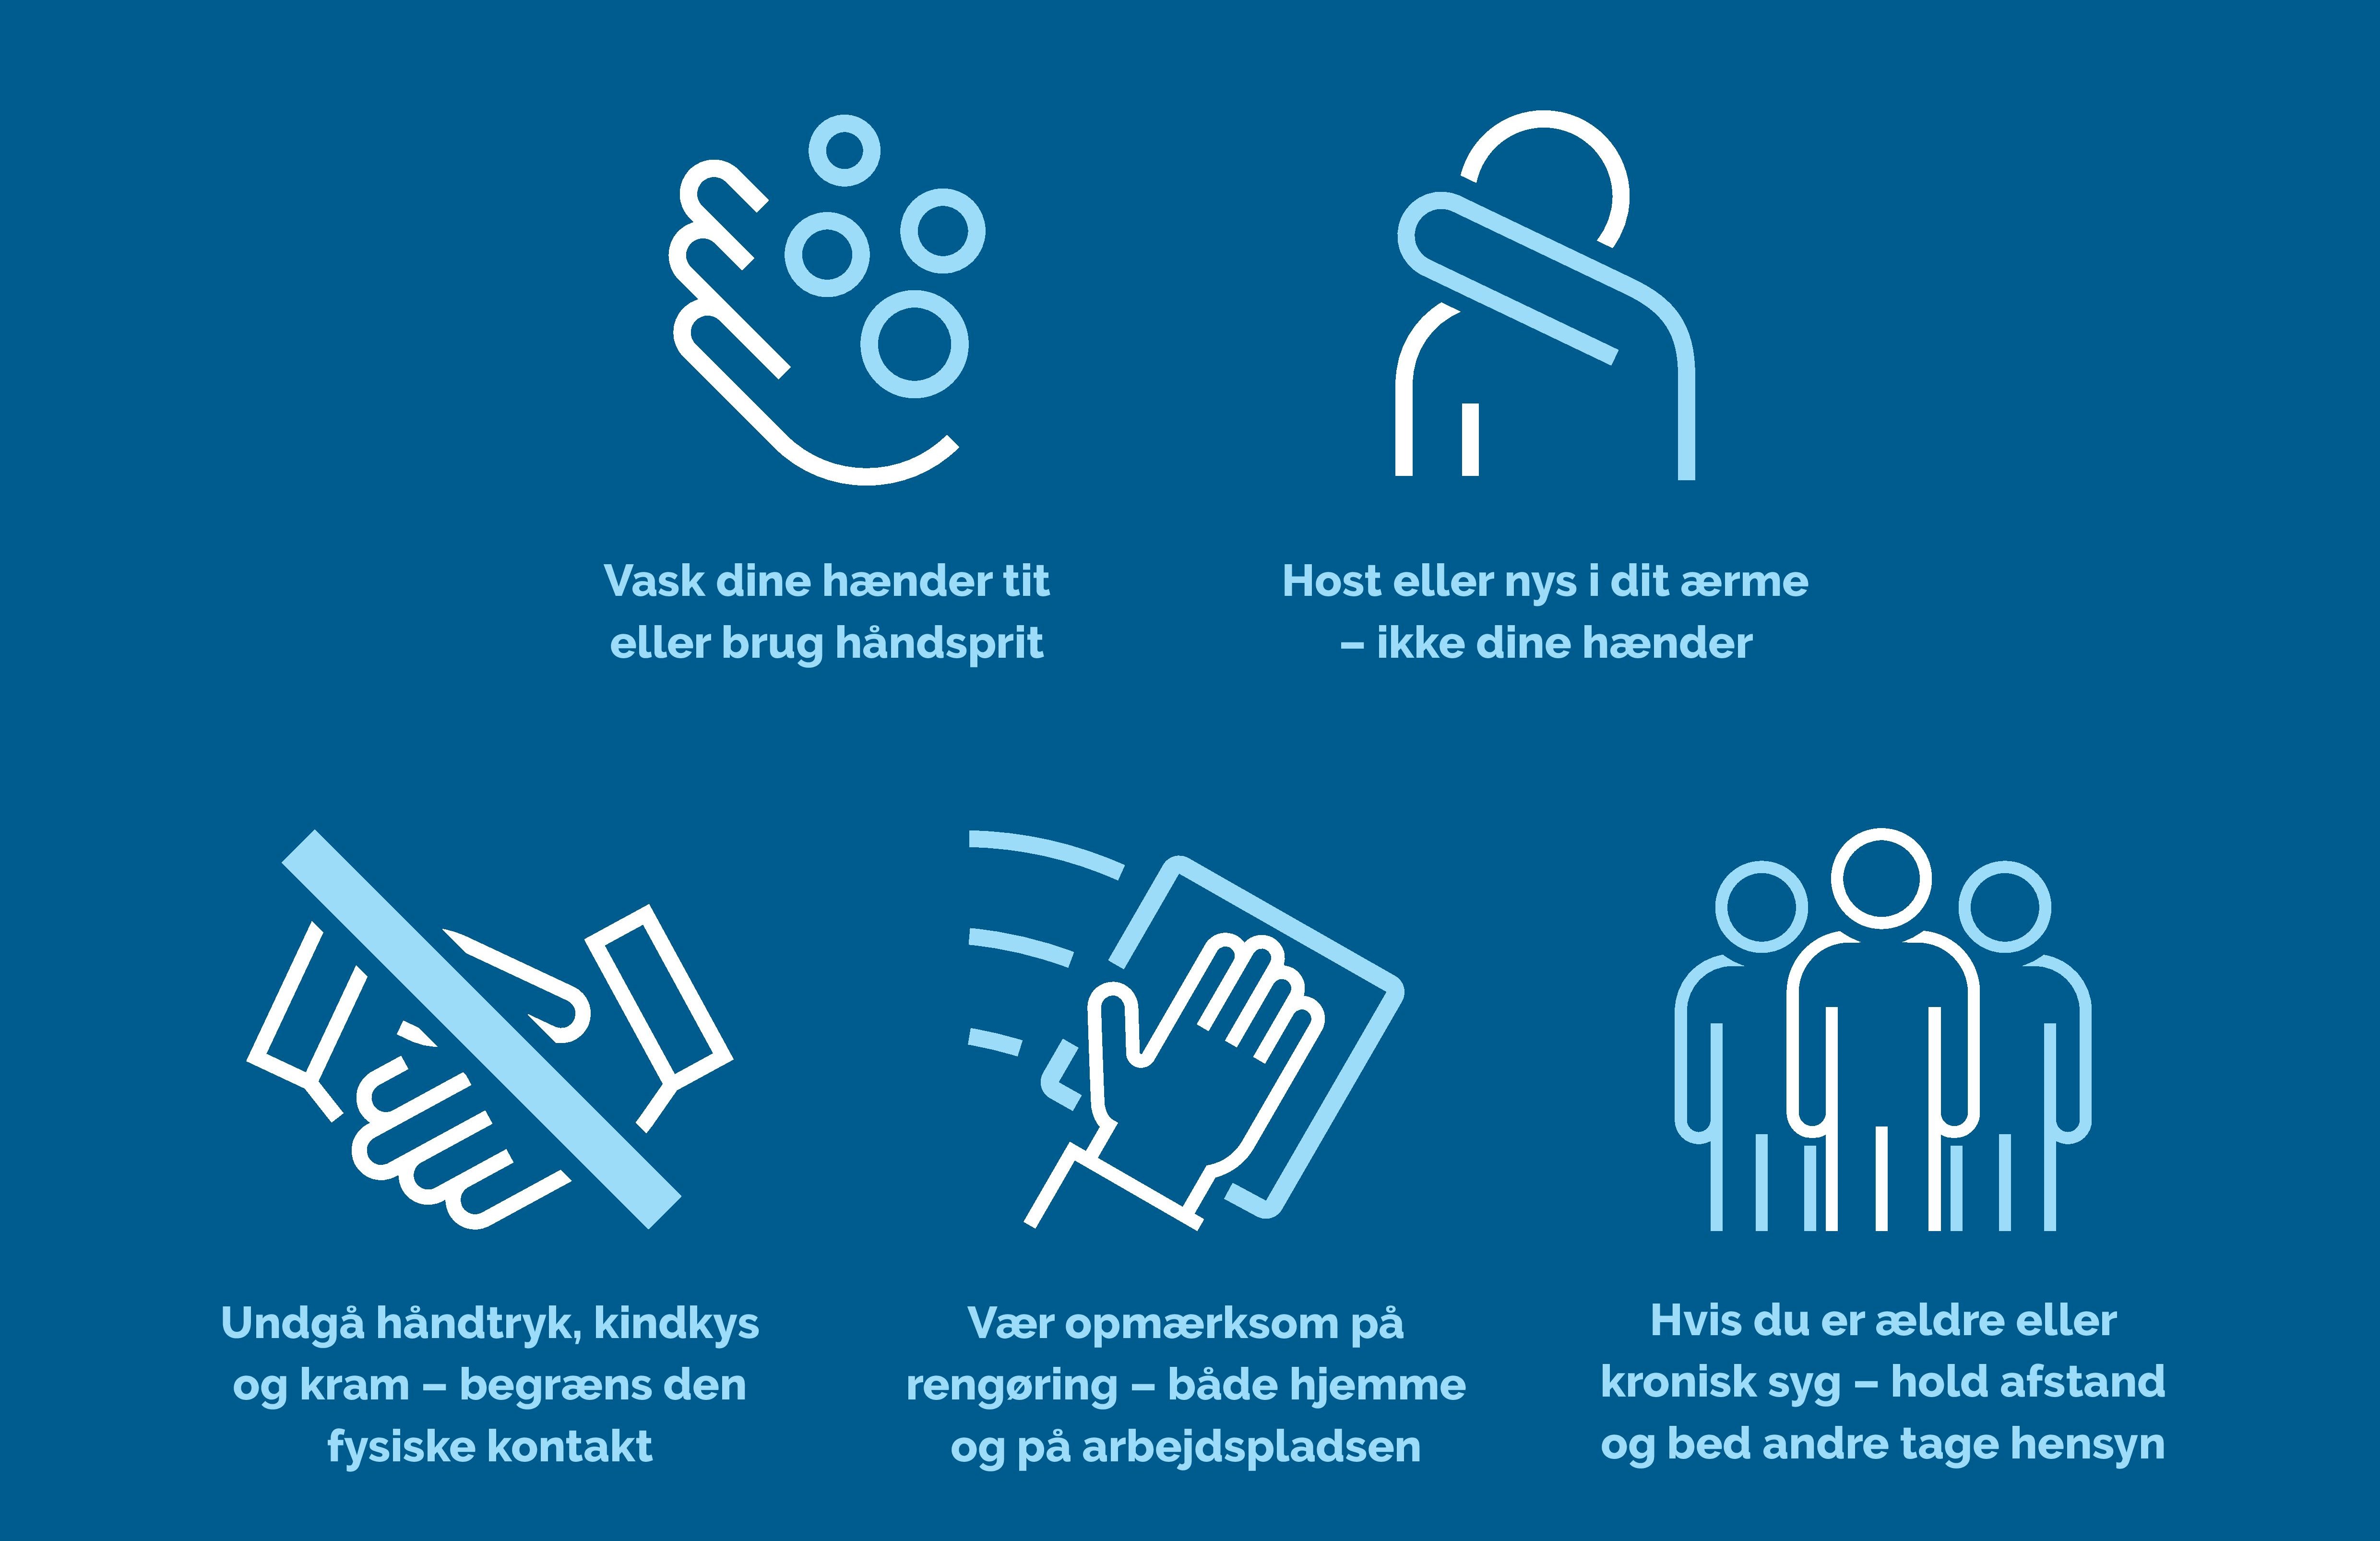 Vask dine hænder tit
eller brug håndsprit
Host eller nys i dit ærme
– ikke dine hænder
Undgå håndtryk, kindkys
og kram – begræns den
fysiske kontakt
Vær opmærksom på
rengøring – både hjemme
og på arbejdspladsen
Hvis du er ældre eller
kronisk syg – hold afstand
og bed andre tage hensyn